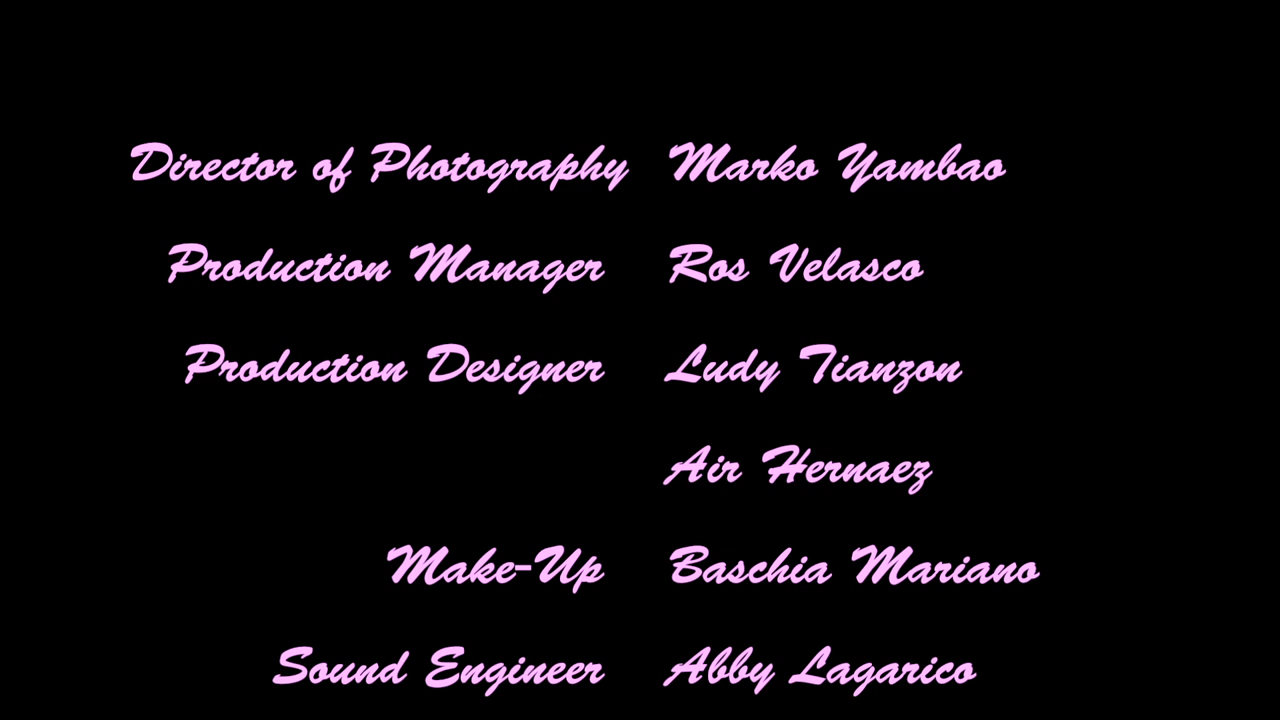 Director of Photography Marko Yambao
Production Manager Ros Velasco
Production Designer Ludy Tianzon
Air Hernaez
Make-Up Baschia Mariano
Sound Engineer Abby Lagarico